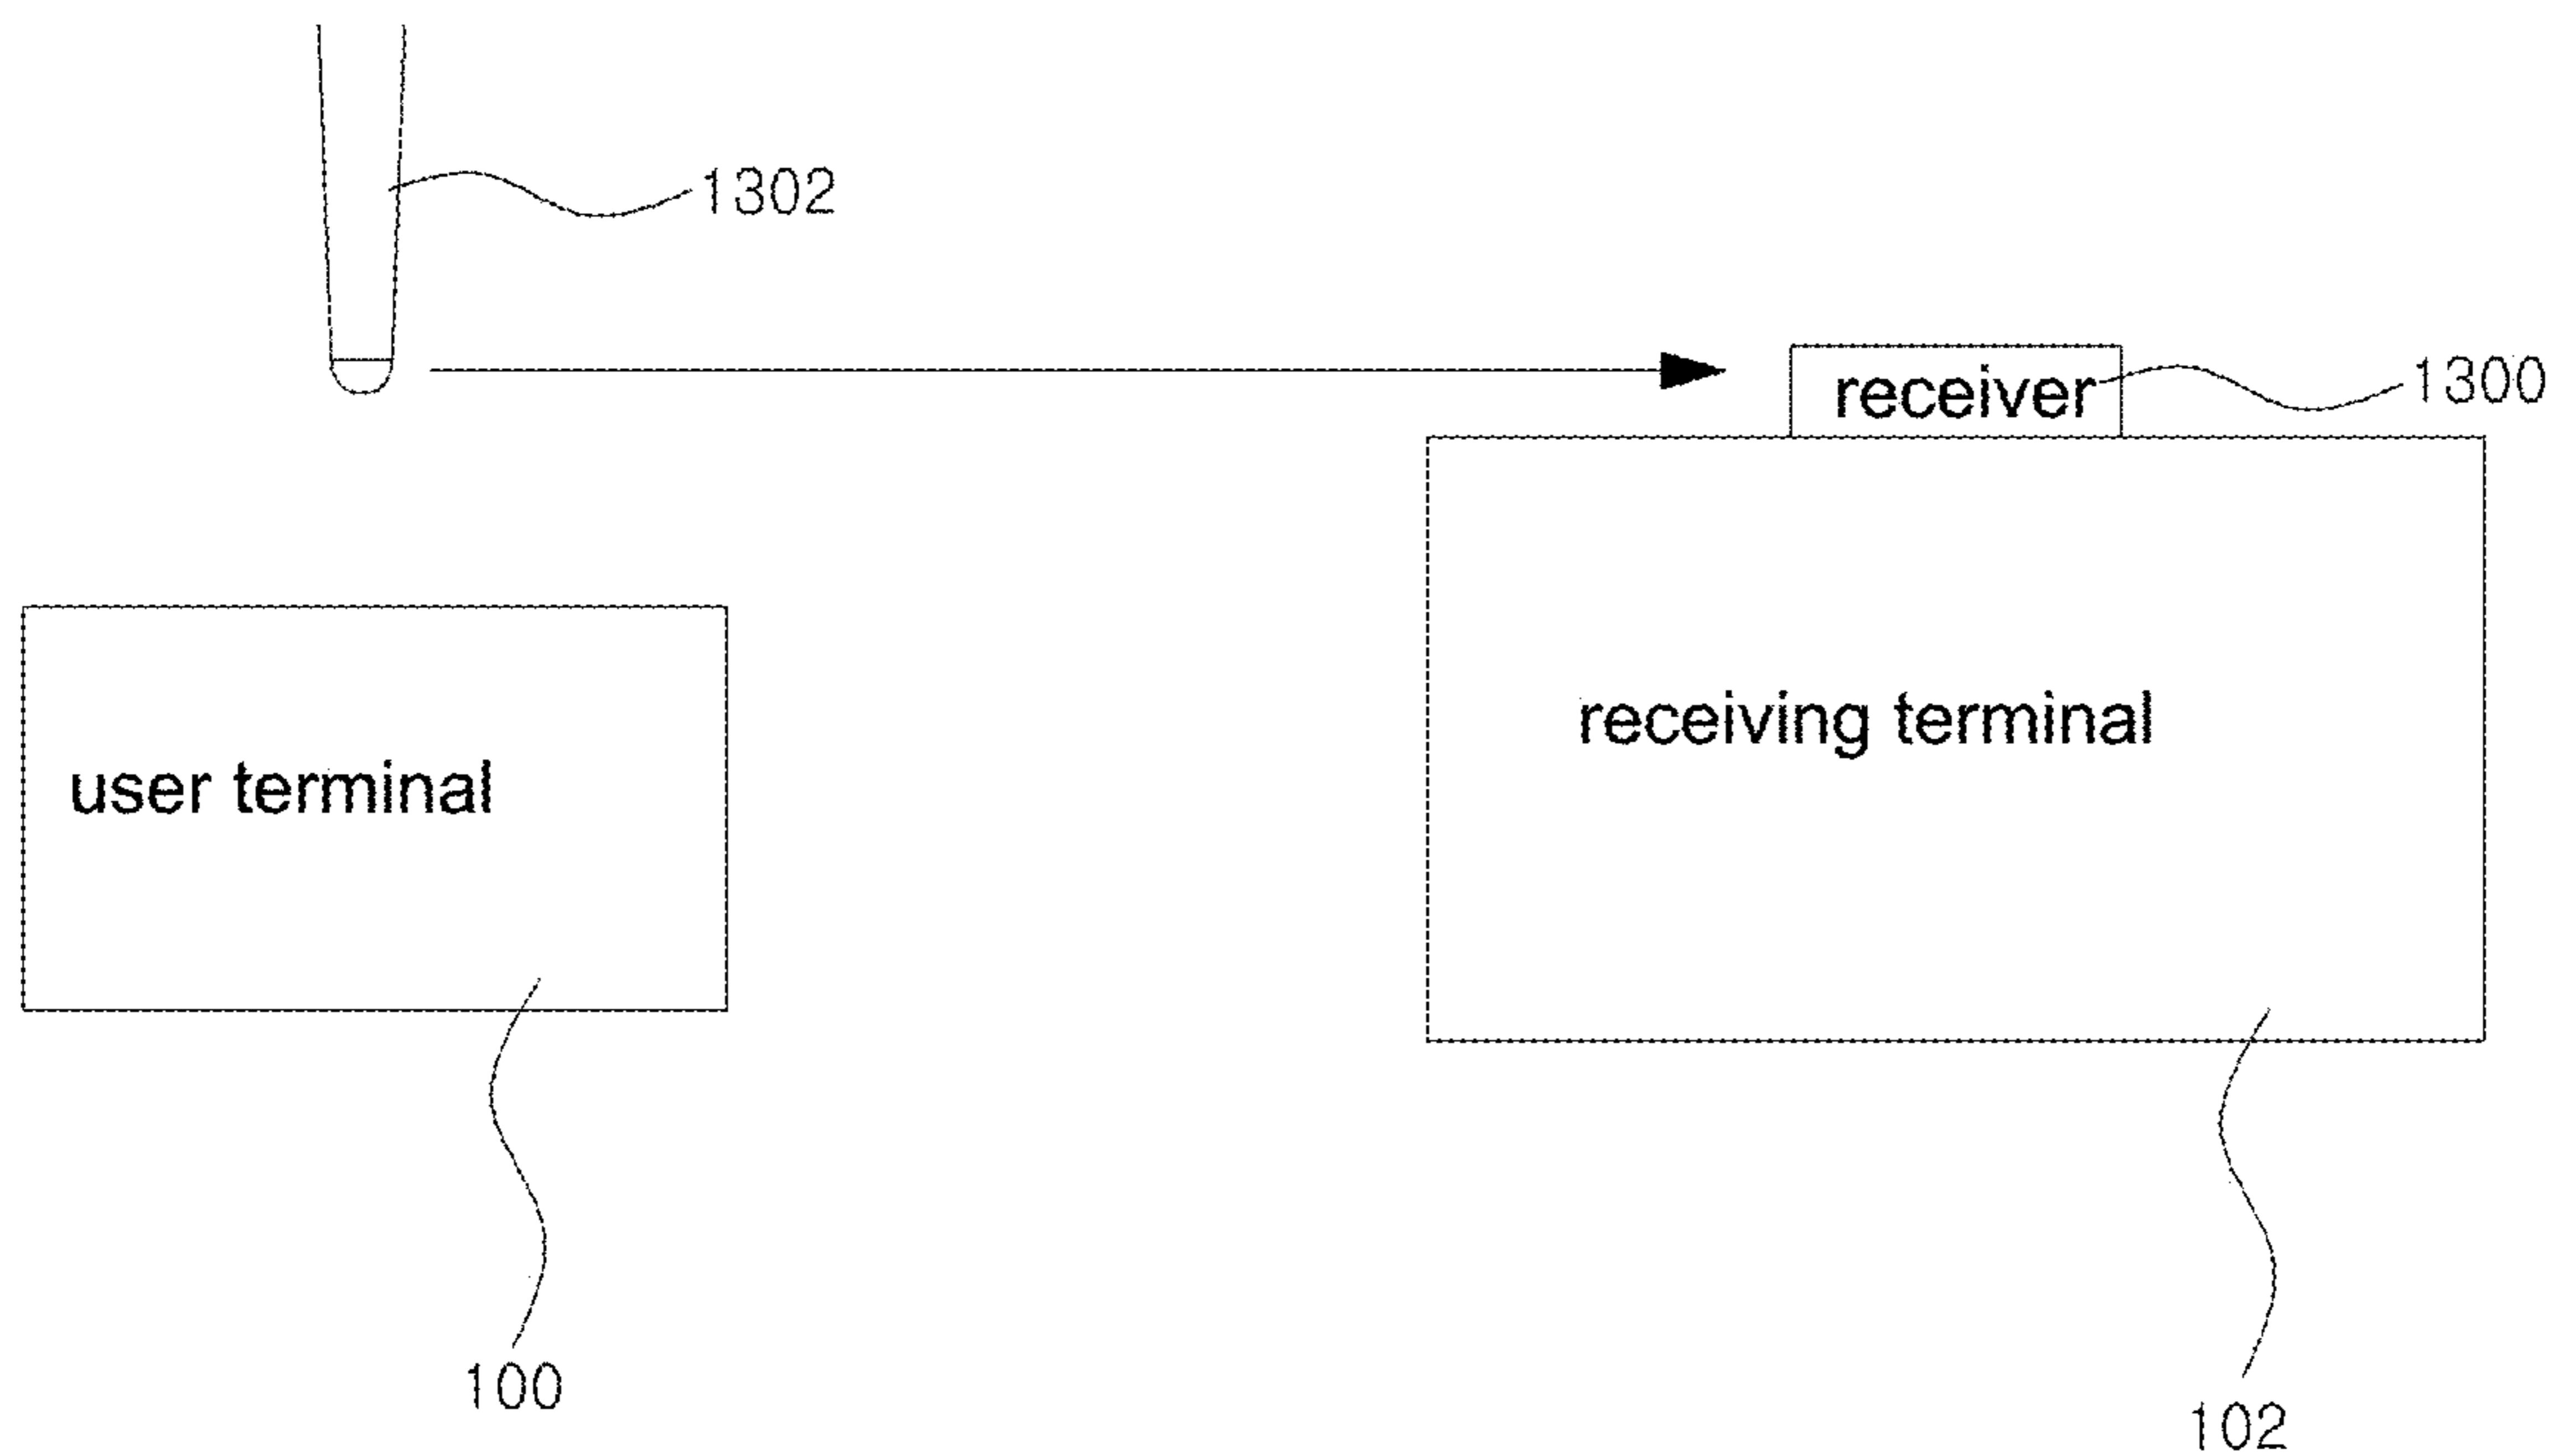 1302
receiver
1300
receiving terminal
user terminal
100
102